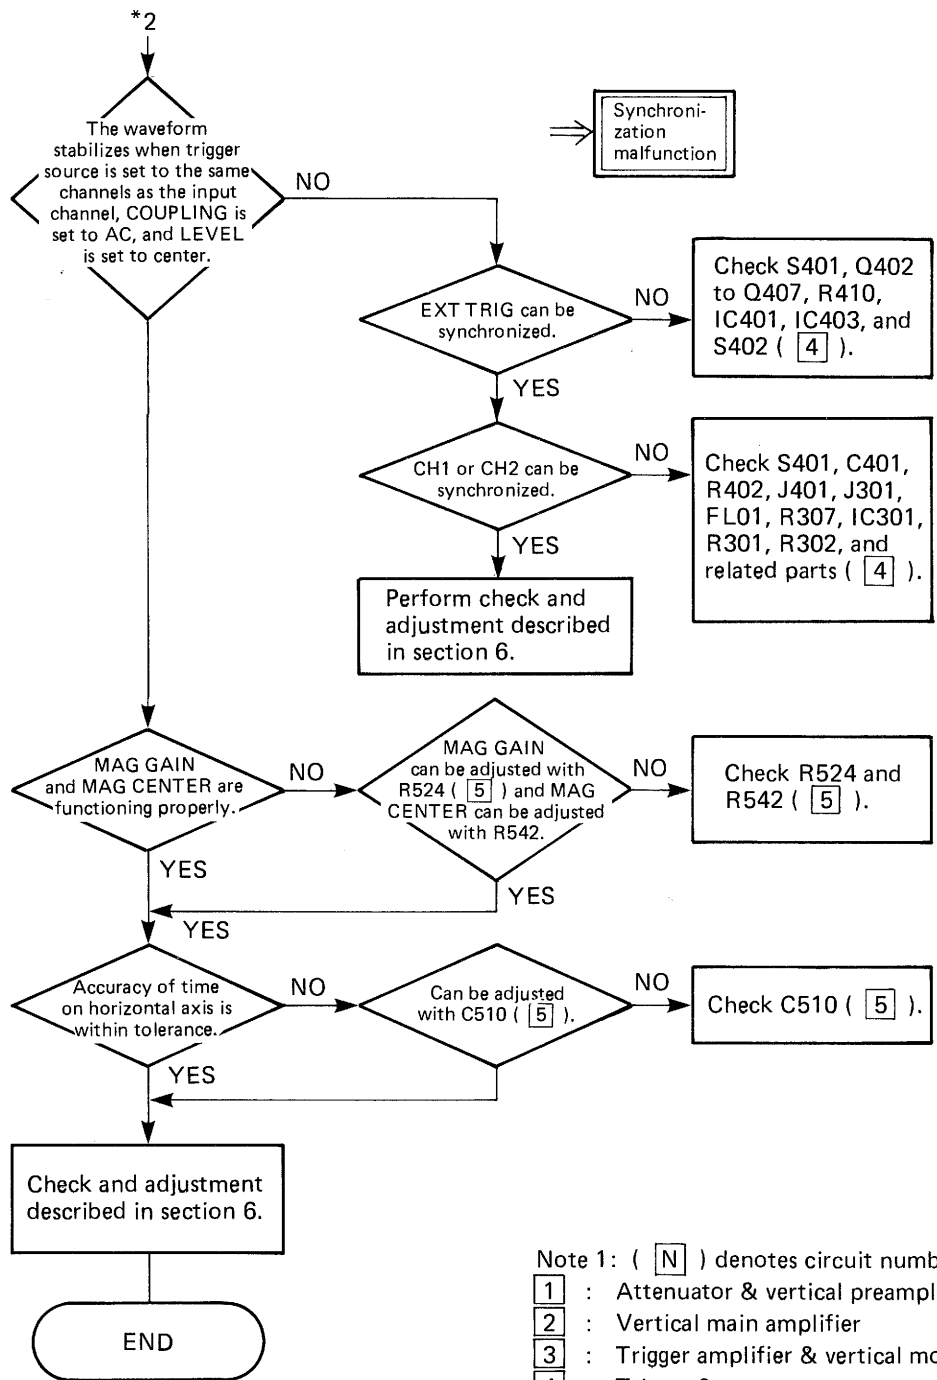 *2
The waveform
stabilizes when trigger
source is set to the same
channels as the input
channel, COUPLING is
set to AC, and LEVEL
is set to center.
NO
Synchroni-
zation
malfunction
EXT TRIG can be
synchronized.
NO
Check S401, Q402
to Q407, R410,
IC401, IC403, and
S402 ( 4 ).
YES
CH1 or CH2 can be
synchronized.
NO
Check S401, C401,
R402, J401, J301,
FL01, R307, IC301,
R301, R302, and
related parts ( 4 ).
YES
Perform check and
adjustment described
in section 6.
MAG GAIN
and MAG CENTER are
functioning properly.
NO
MAG GAIN
can be adjusted with
R524 ( 5 ) and MAG
CENTER can be adjusted
with R542.
NO
Check R524 and
R542 ( 5 ).
YES
YES
YES
Accuracy of time
on horizontal axis is
within tolerance.
NO
Can be adjusted
with C510 ( 5 ).
NO
Check C510 ( 5 ).
YES
Check and adjustment
described in section 6.
END
Note 1: ( N ) denotes circuit
1 : Attenuator & vertical
2 : Vertical main amplifier
3 : Trigger amplifier & vertical